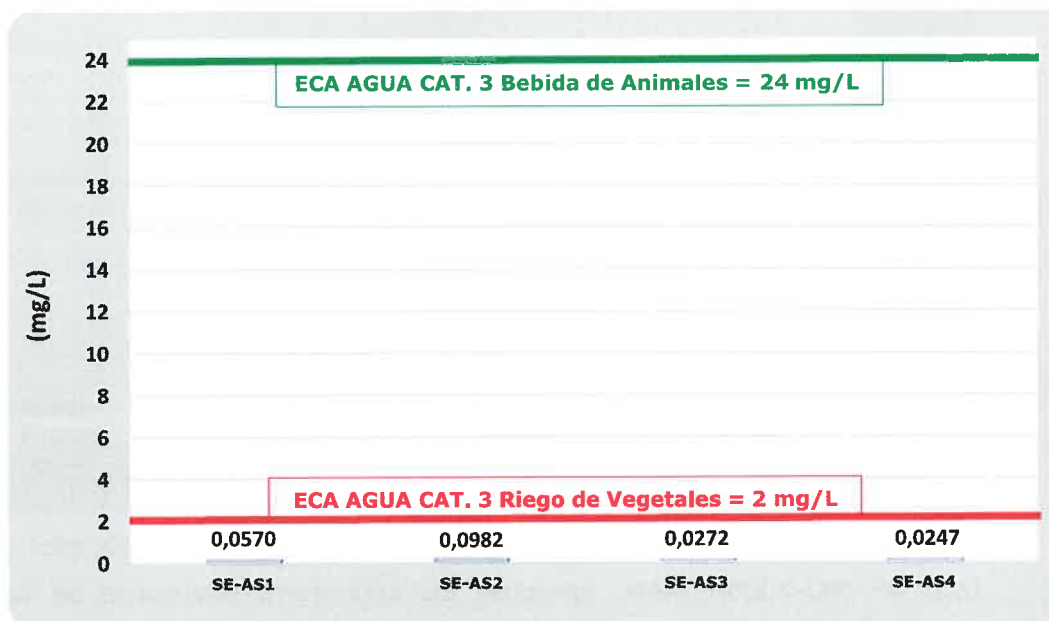 24
ECA AGUA CAT. 3 Bebida de Animales = 24 mg/L
22
20
18
16
14
12
10
8
6
4
2
0
(mg/L)
ECA AGUA CAT. 3 Riego de Vegetales = 2 mg/L
0,0570 0,0982 0,0272 0,0247
SE-AS1 SE-AS2 SE-AS3 SE-AS4